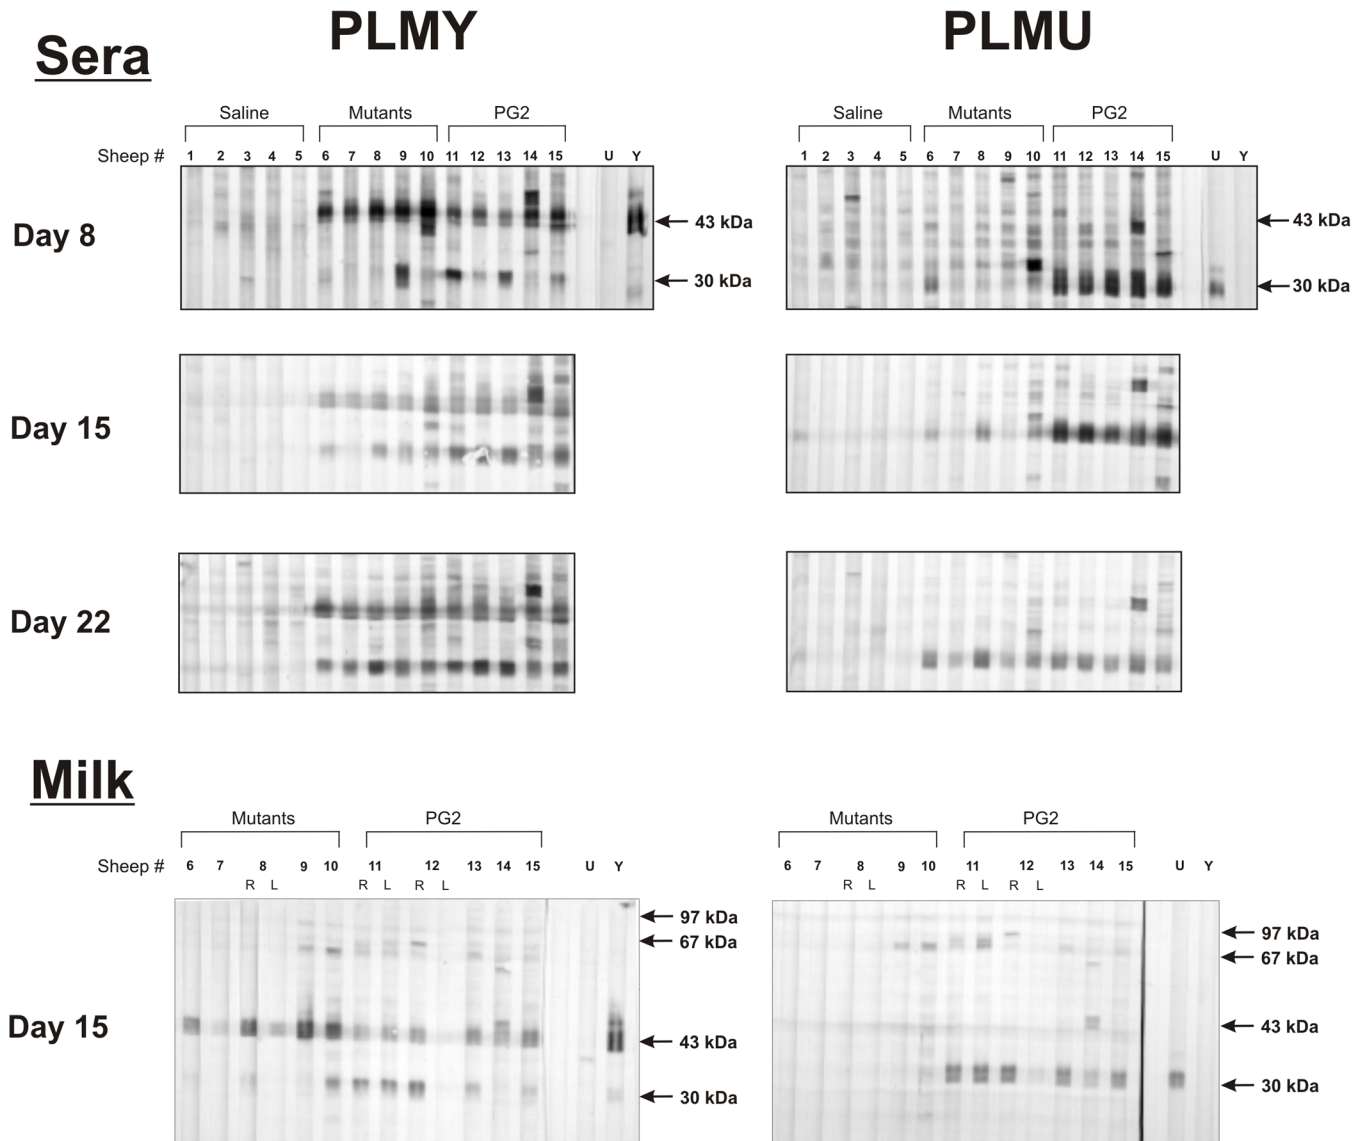 PLMY PLMU
Sera
Saline Mutants PG2 Saline Mutants PG2
Sheep # 1 2 3 4 5 6 7 8 9 10 11 12 13 14 15 U Y 1 2 3 4 5 6 7 8 9 10 11 12 13 14 15 U Y
Day 8 43 kDa 43 kDa
30 kDa 30 kDa
Day 15
Day 22
Milk
Mutants PG2 Mutants PG2
Sheep # 6 7 8 9 10 11 12 13 14 15 U Y 6 7 8 9 10 11 12 13 14 15 U Y
R L R L R L R L R L R L
97 kDa 97 kDa
67 kDa 67 kDa
Day 15 43 kDa 43 kDa
30 kDa 30 kDa